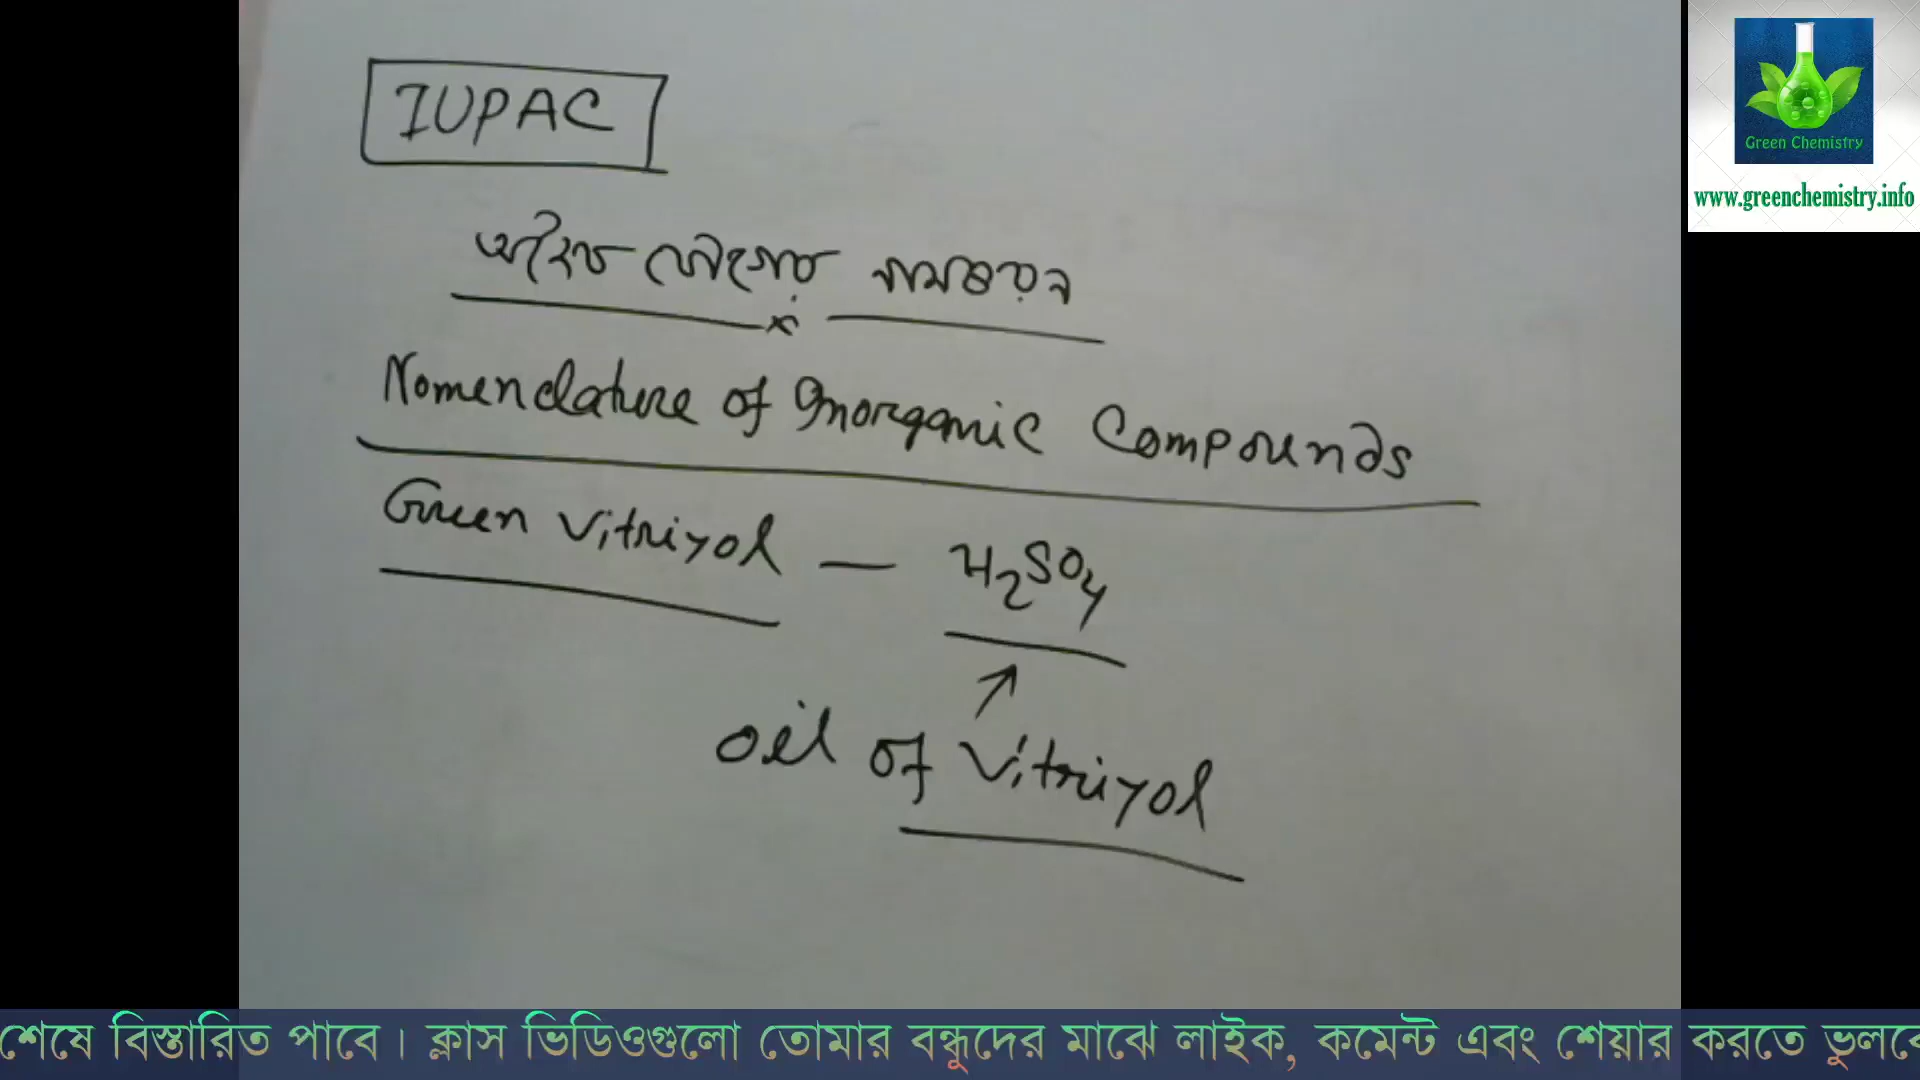 IUPAC
অজৈব যৌগের নামকরন
Nomenclature of Inorganic Compounds
Green Vitriyol — H₂SO₄
Oil of Vitriyol
Green Chemistry
www.greenchemistry.info
শেষে বিস্তারিত পাবে । ক্লাস ভিডিওগুলো তোমার বন্ধুদের মাঝে লাইক, কমেন্ট এবং শেয়ার করতে ভুলবে